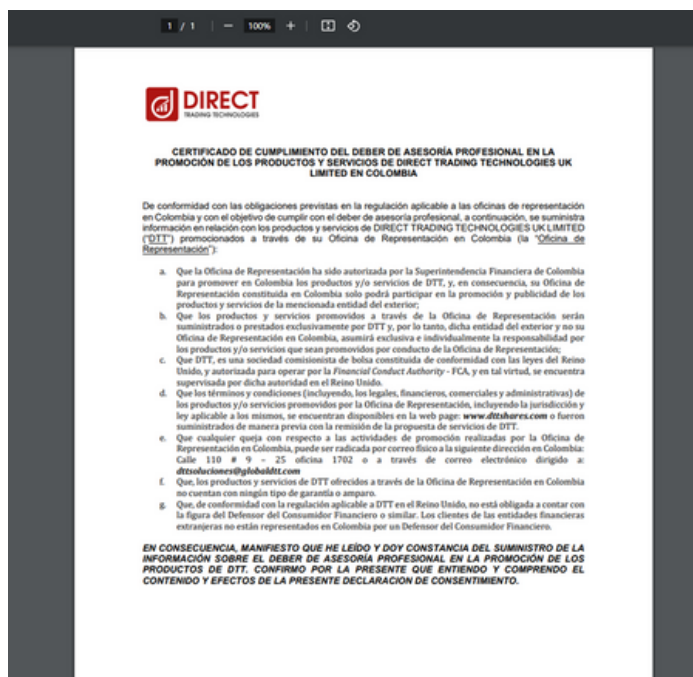 1 / 1 | − 100% +
DIRECT
TRADING TECHNOLOGIES
CERTIFICADO DE CUMPLIMIENTO DEL DEBER DE ASESORÍA PROFESIONAL EN LA
PROMOCIÓN DE LOS PRODUCTOS Y SERVICIOS DE DIRECT TRADING TECHNOLOGIES UK
LIMITED EN COLOMBIA
De conformidad con las obligaciones previstas en la regulación aplicable a las oficinas de representación
en Colombia y con el objetivo de cumplir con el deber de asesoría profesional, a continuación, se suministra
información en relación con los productos y servicios de DIRECT TRADING TECHNOLOGIES UK LIMITED
("DTT") promocionados a través de su Oficina de Representación en Colombia (la "Oficina de
Representación"):
a. Que la Oficina de Representación ha sido autorizada por la Superintendencia Financiera de Colombia
para promover en Colombia los productos y/o servicios de DTT, y, en consecuencia, su Oficina de
Representación constituida en Colombia solo podrá participar en la promoción y publicidad de los
productos y servicios de la mencionada entidad del exterior;
b. Que los productos y servicios promovidos a través de la Oficina de Representación serán
suministrados o prestados exclusivamente por DTT y, por lo tanto, dicha entidad del exterior y no su
Oficina de Representación en Colombia, asumirá exclusiva e individualmente la responsabilidad por
los productos y/o servicios que sean promovidos por conducto de la Oficina de Representación;
c. Que DTT, es una sociedad comisionista de bolsa constituida de conformidad con las leyes del Reino
Unido, y autorizada para operar por la Financial Conduct Authority - FCA, y en tal virtud, se encuentra
supervisada por dicha autoridad en el Reino Unido.
d. Que los términos y condiciones (incluyendo, los legales, financieros, comerciales y administrativas) de
los productos y/o servicios promovidos por la Oficina de Representación, incluyendo la jurisdicción y
ley aplicable a los mismos, se encuentran disponibles en la web page: www.dttshares.com o fueron
suministrados de manera previa con la remisión de la propuesta de servicios de DTT.
e. Que cualquier queja con respecto a las actividades de promoción realizadas por la Oficina de
Representación en Colombia, puede ser radicada por correo físico a la siguiente dirección en Colombia:
Calle 110 # 9 – 25 oficina 1702 o a través de correo electrónico dirigido a:
dttsoluciones@globaldtt.com
f. Que, los productos y servicios de DTT ofrecidos a través de la Oficina de Representación en Colombia
no cuentan con ningún tipo de garantía o amparo.
g. Que, de conformidad con la regulación aplicable a DTT en el Reino Unido, no está obligada a contar con
la figura del Defensor del Consumidor Financiero o similar. Los clientes de las entidades financieras
extranjeras no están representados en Colombia por un Defensor del Consumidor Financiero.
EN CONSECUENCIA, MANIFIESTO QUE HE LEÍDO Y DOY CONSTANCIA DEL SUMINISTRO DE LA
INFORMACIÓN SOBRE EL DEBER DE ASESORÍA PROFESIONAL EN LA PROMOCIÓN DE LOS
PRODUCTOS DE DTT. CONFIRMO POR LA PRESENTE QUE ENTIENDO Y COMPRENDO EL
CONTENIDO Y EFECTOS DE LA PRESENTE DECLARACION DE CONSENTIMIENTO.